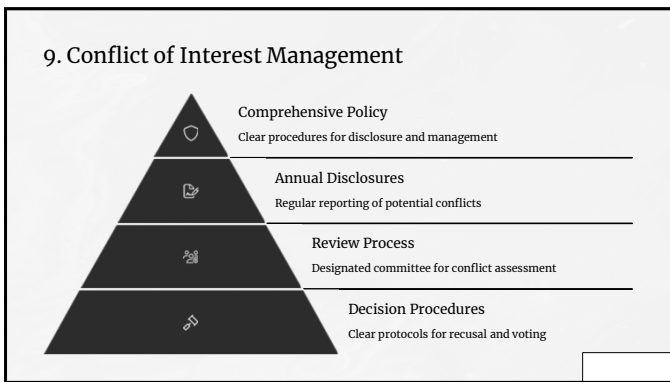 9. Conflict of Interest Management
Comprehensive Policy
Clear procedures for disclosure and management
Annual Disclosures
Regular reporting of potential conflicts
Review Process
Designated committee for conflict assessment
Decision Procedures
Clear protocols for recusal and voting